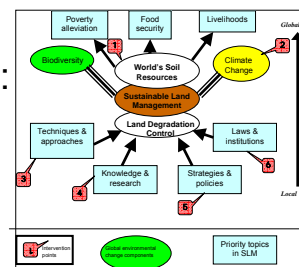 Poverty
alleviation
Food
security
Livelihoods
Global
1
2
:
Biodiversity
World's Soil
Resources
Climate
Change
Sustainable Land
Management
Land Degradation
Control
Techniques &
approaches
Laws &
institutions
3
6
Knowledge &
research
Strategies &
policies
4
5
Local
1
Intervention
points
Global environmental
change components
Priority topics
in SLM